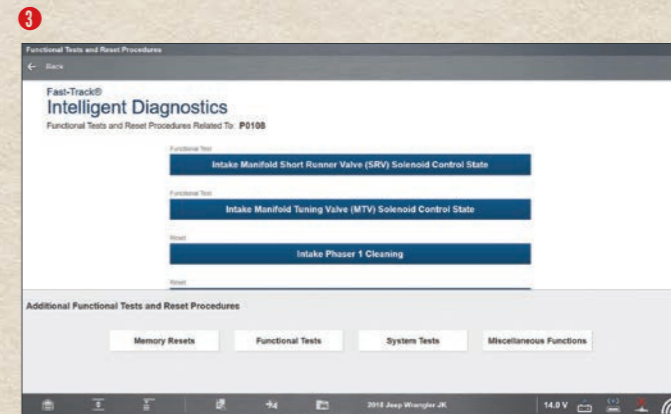 3
Functional Tests and Reset Procedures
← Back
Fast-Track®
Intelligent Diagnostics
Functional Tests and Reset Procedures Related To: P0108
Functional Test
Intake Manifold Short Runner Valve (SRV) Solenoid Control State
Functional Test
Intake Manifold Tuning Valve (MTV) Solenoid Control State
Reset
Intake Phaser 1 Cleaning
Reset
Additional Functional Tests and Reset Procedures
Memory Resets
Functional Tests
System Tests
Miscellaneous Functions
2015 Jeep Wrangler JK
14.0 V